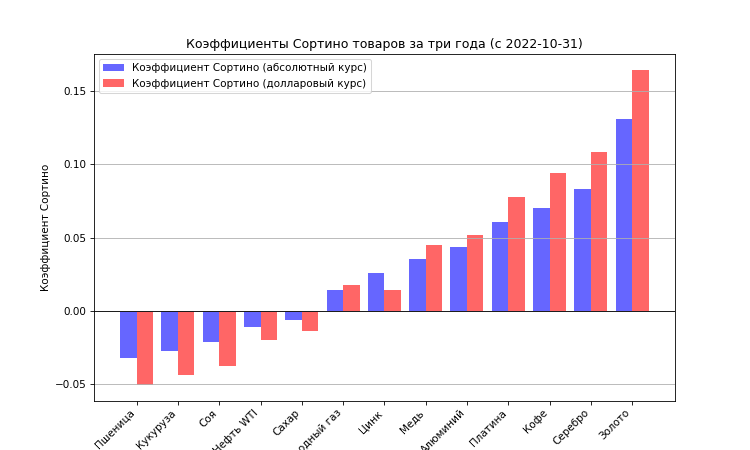 Коэффициенты Сортино товаров за три года (с 2022-10-31)
Коэффициент Сортино (абсолютный курс)
Коэффициент Сортино (долларовый курс)
Коэффициент Сортино
0.15
0.10
0.05
0.00
−0.05
Пшеница
Кукуруза
Соя
Нефть WTI
Сахар
одный газ
Цинк
Медь
Алюминий
Платина
Кофе
Серебро
Золото